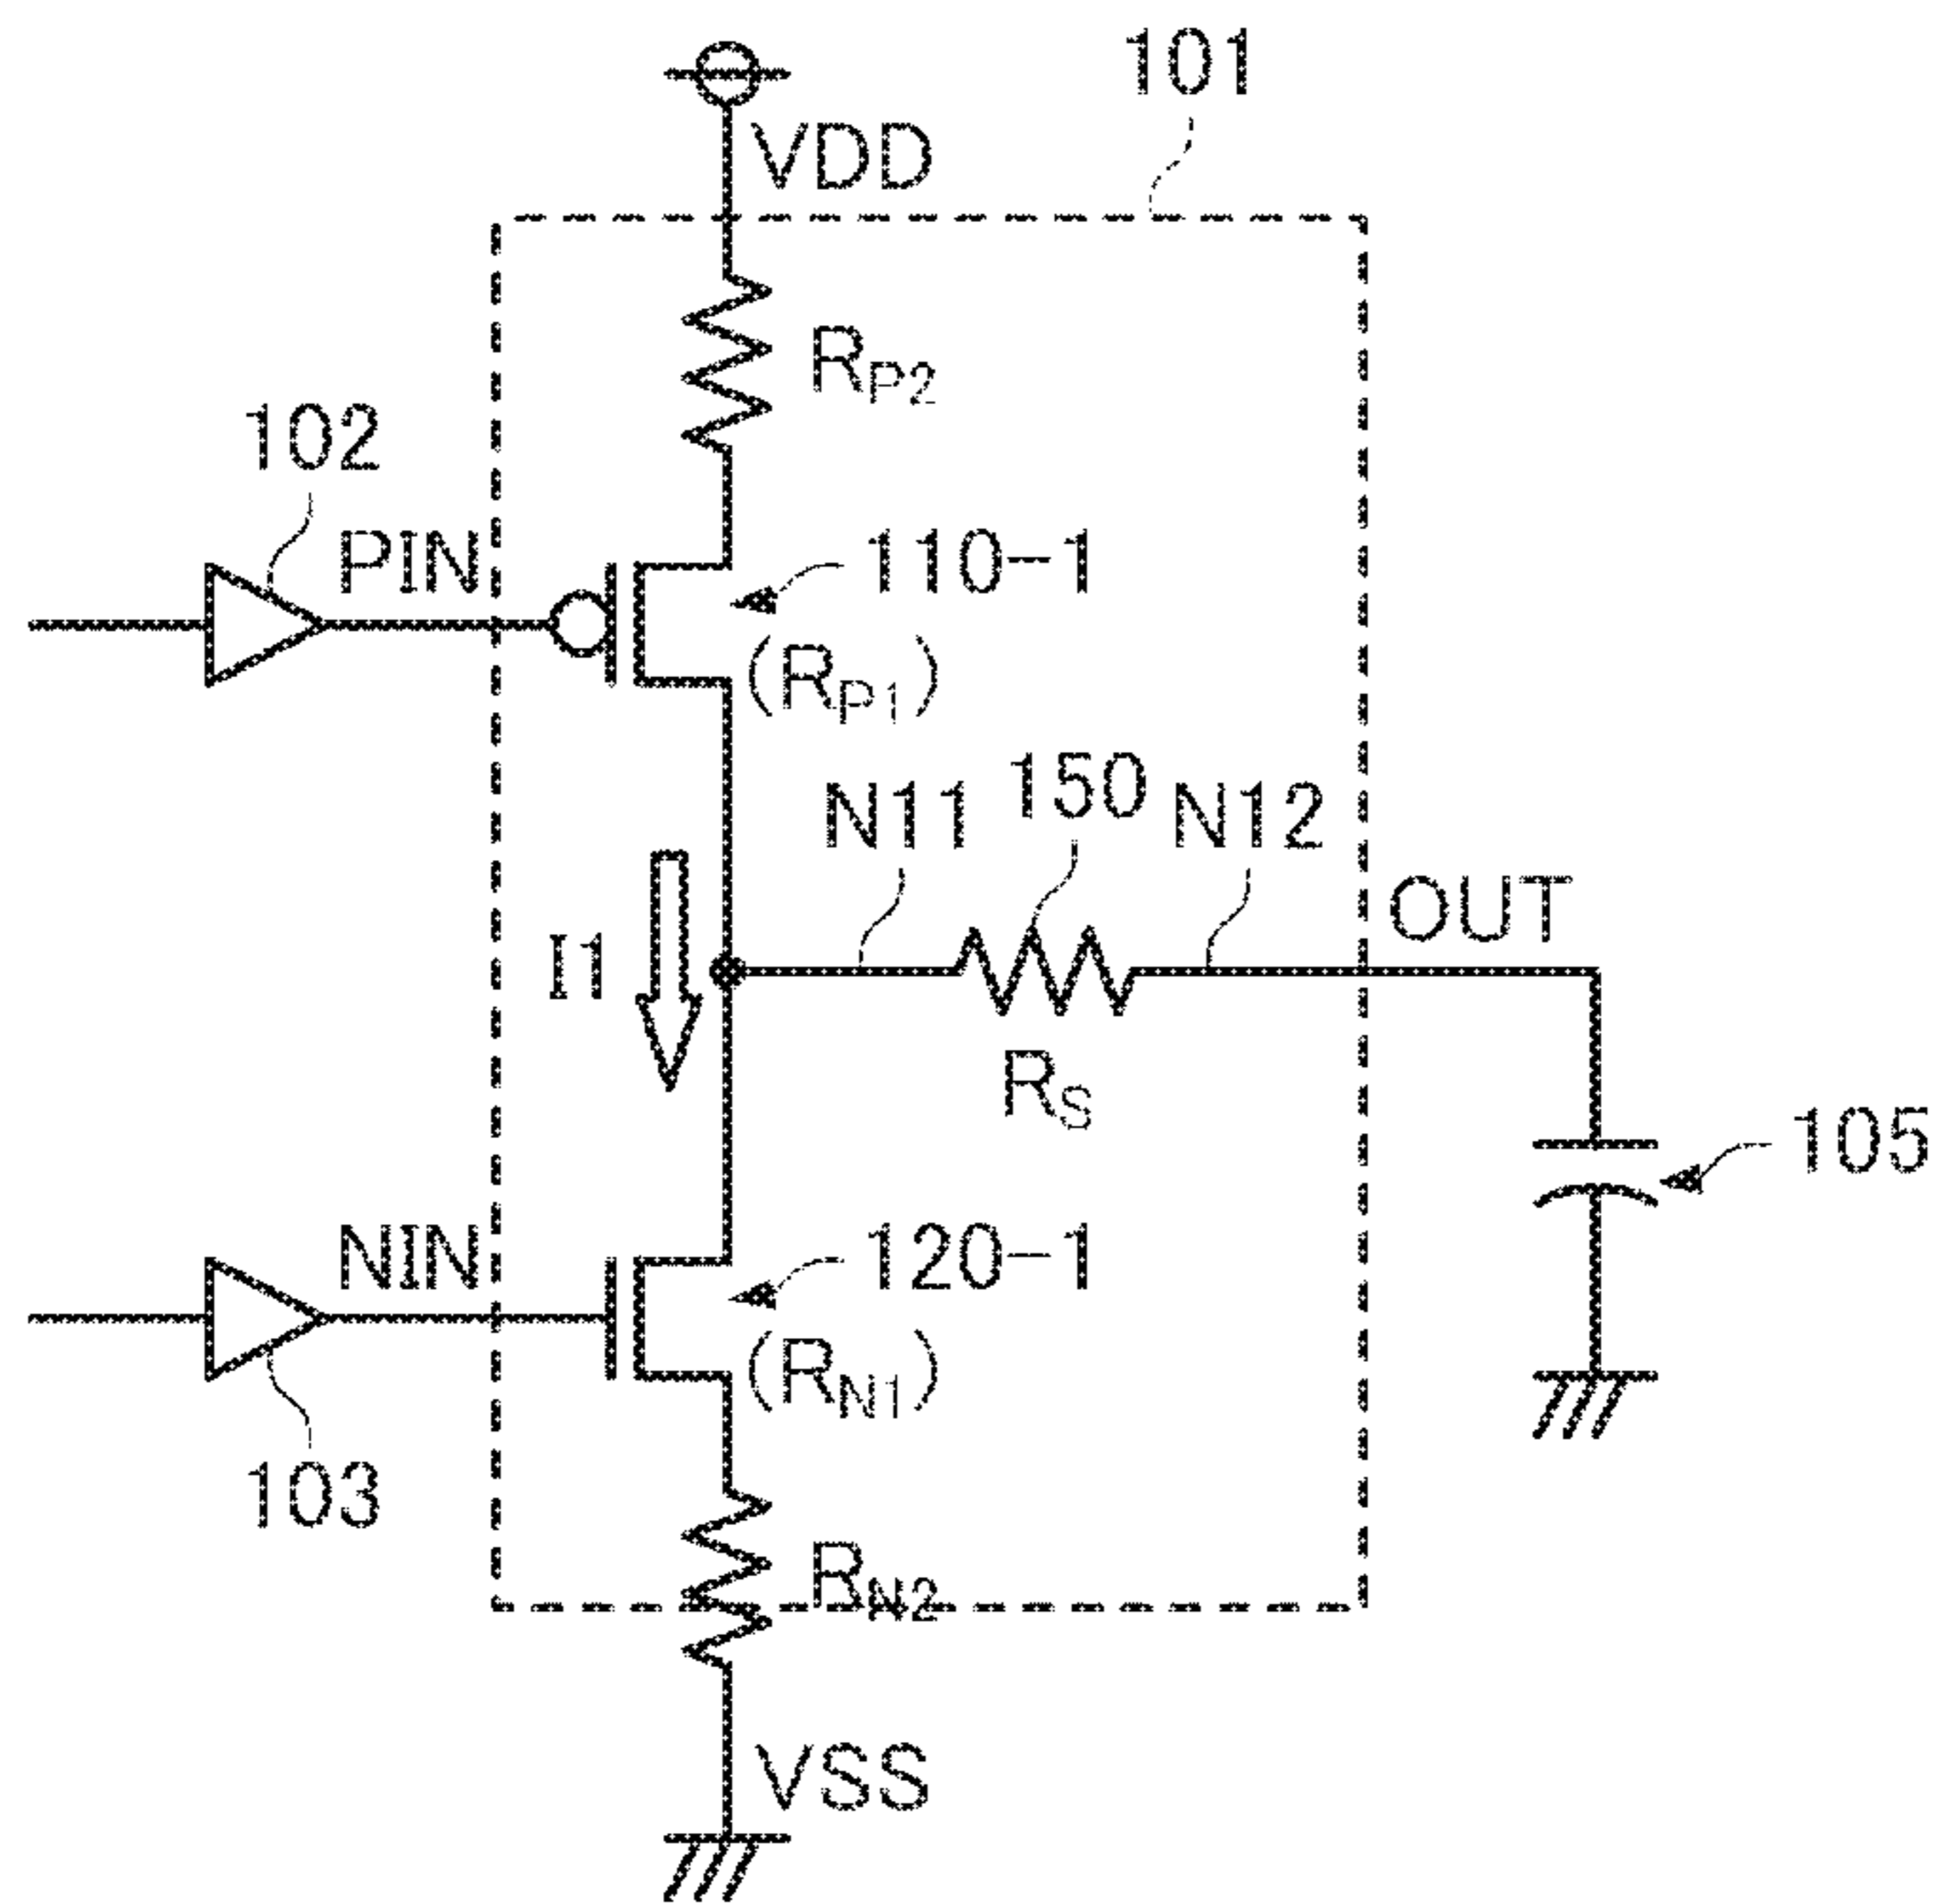 101
VDD
RP2
102
PIN
110-1
(RP1)
N11
150
N12
OUT
I1
RS
105
NIN
120-1
(RN1)
103
RN2
VSS